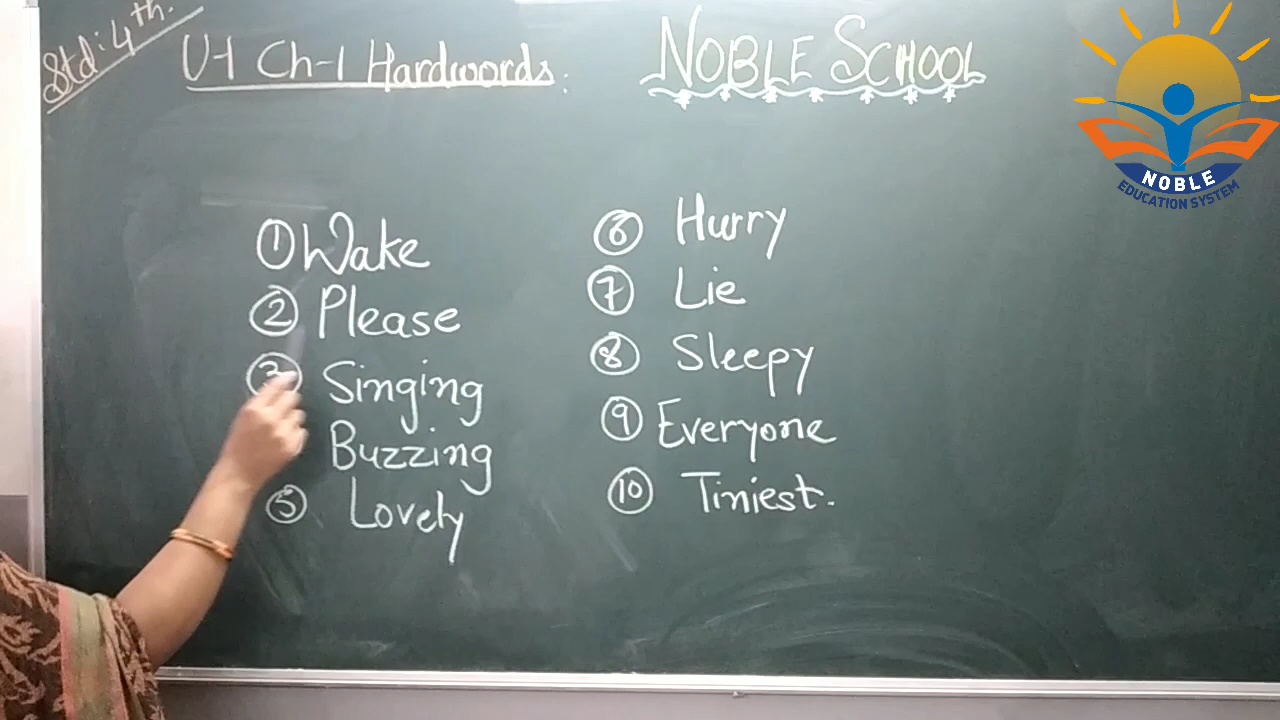 Std: 4th.
U-1 Ch-1 Hardwords:
NOBLE SCHOOL
① Wake
② Please
③ Singing
Buzzing
⑤ Lovely
⑥ Hurry
⑦ Lie
⑧ Sleepy
⑨ Everyone
⑩ Tiniest.
NOBLE
EDUCATION SYSTEM